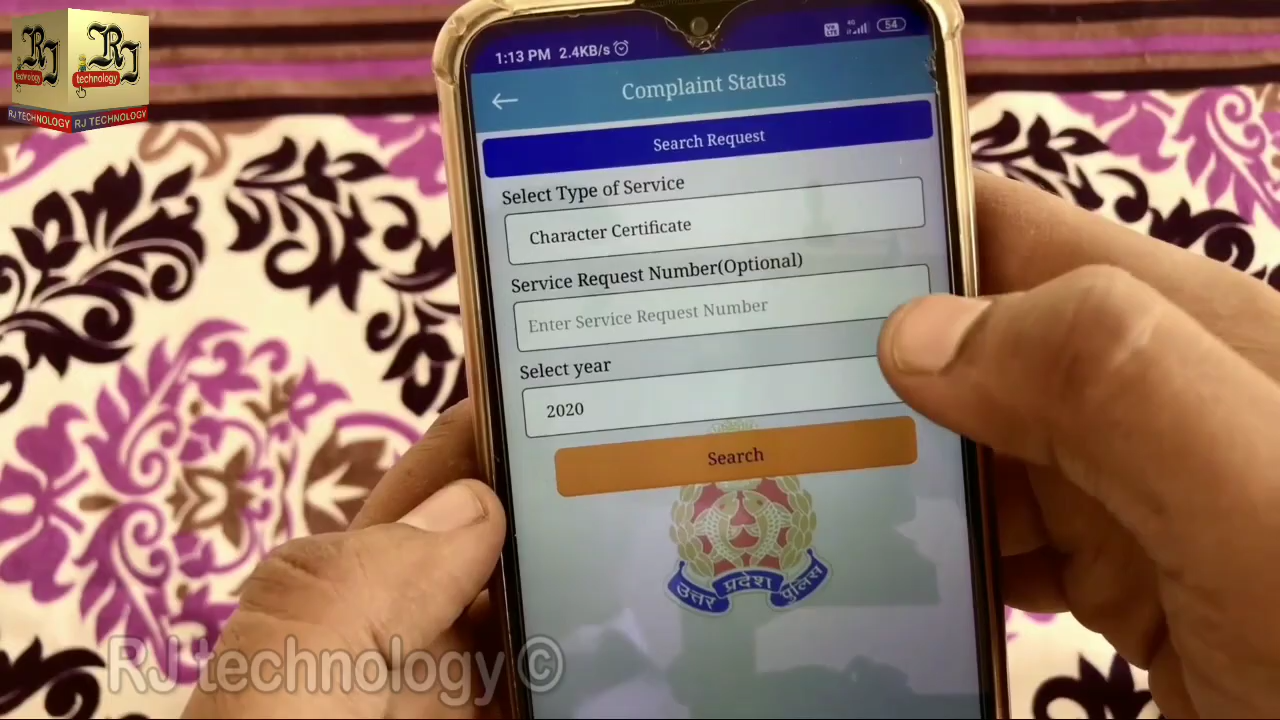 RJ
technology
RJ
technology
RJ TECHNOLOGY
RJ TECHNOLOGY
1:13 PM 2.4KB/s
4G
54
Complaint Status
Search Request
Select Type of Service
Character Certificate
Service Request Number(Optional)
Enter Service Request Number
Select year
2020
Search
उत्तर प्रदेश पुलिस
RJ technology ©